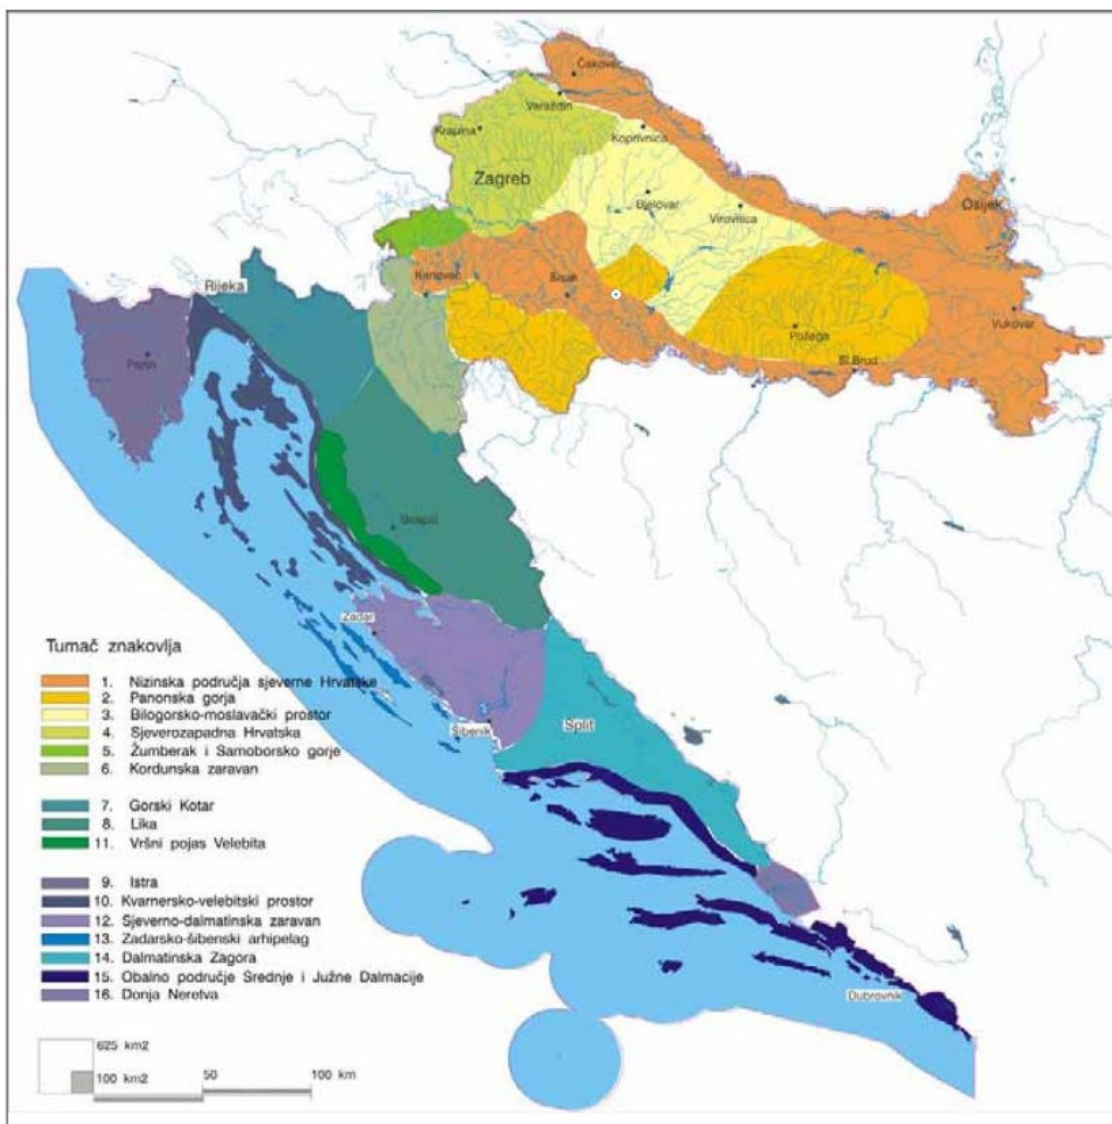 Čakovec
Varaždin
Krapina
Koprivnica
Zagreb
Bjelovar
Virovitica
Osijek
Karlovac
Sisak
Rijeka
Vukovar
Požega
Sl.Brod
Pazin
Gospić
Zadar
Šibenik
Split
Dubrovnik
Tumač znakovlja
1. Nizinska područja sjeverne Hrvatske
2. Panonska gorja
3. Bilogorsko-moslavački prostor
4. Sjeverozapadna Hrvatska
5. Žumberak i Samoborsko gorje
6. Kordunska zaravan
7. Gorski Kotar
8. Lika
11. Vršni pojas Velebita
9. Istra
10. Kvarnersko-velebitski prostor
12. Sjeverno-dalmatinska zaravan
13. Zadarsko-šibenski arhipelag
14. Dalmatinska Zagora
15. Obalno područje Srednje i Južne Dalmacije
16. Donja Neretva
625 km2
100 km2
50
100 km